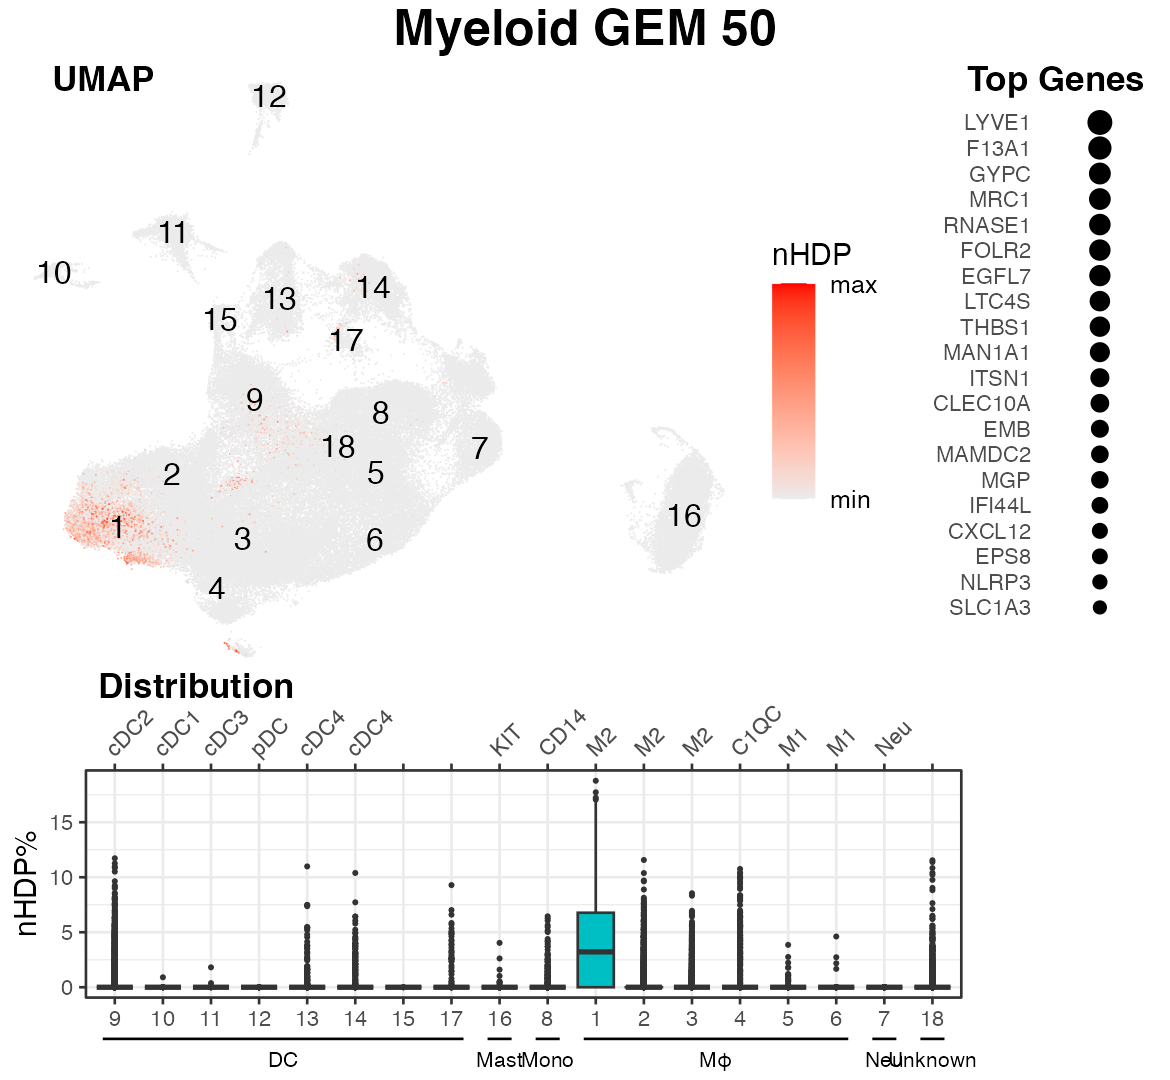 Myeloid GEM 50
UMAP
12
11
10
13
14
15
17
9
8
18
7
2
5
1
3
6
4
16
nHDP
max
min
Top Genes
LYVE1
F13A1
GYPC
MRC1
RNASE1
FOLR2
EGFL7
LTC4S
THBS1
MAN1A1
ITSN1
CLEC10A
EMB
MAMDC2
MGP
IFI44L
CXCL12
EPS8
NLRP3
SLC1A3
Distribution
cDC2 cDC1 cDC3 pDC cDC4 cDC4 KIT CD14 M2 M2 M2 C1QC M1 M1 Neu
nHDP%
15
10
5
0
9 10 11 12 13 14 15 17 16 8 1 2 3 4 5 6 7 18
DC Mast Mono Mϕ Neu Unknown